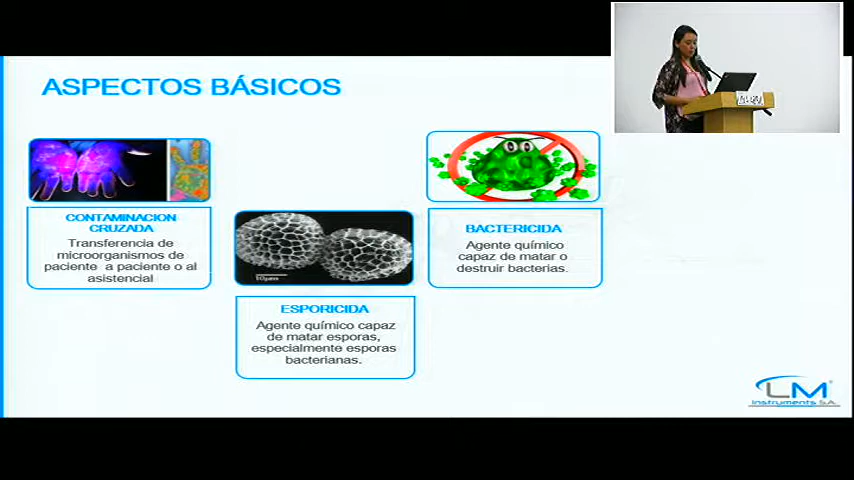 ASPECTOS BÁSICOS
CONTAMINACION
CRUZADA
Transferencia de
microorganismos de
paciente a paciente o al
asistencial
10µm
ESPORICIDA
Agente químico capaz
de matar esporas,
especialmente esporas
bacterianas.
BACTERICIDA
Agente químico
capaz de matar o
destruir bacterias.
LM
Instruments S.A.